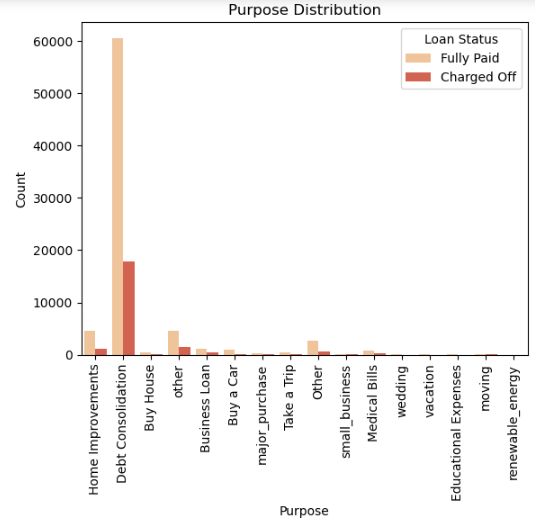 Purpose Distribution
Loan Status
Fully Paid
Charged Off
60000
50000
40000
30000
20000
10000
0
Count
Home Improvements
Debt Consolidation
Buy House
other
Business Loan
Buy a Car
major_purchase
Take a Trip
Other
small_business
Medical Bills
wedding
vacation
Educational Expenses
moving
renewable_energy
Purpose